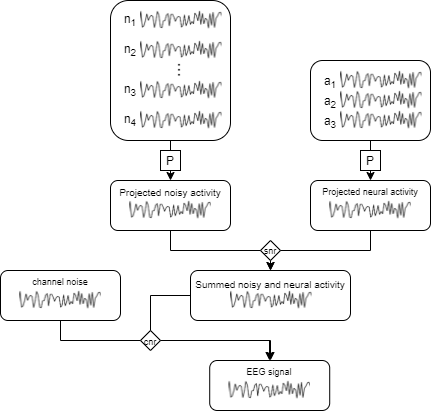 n1
n2
n3
n4
a1
a2
a3
P
P
Projected noisy activity
Projected neural activity
snr
channel noise
Summed noisy and neural activity
cnr
EEG signal